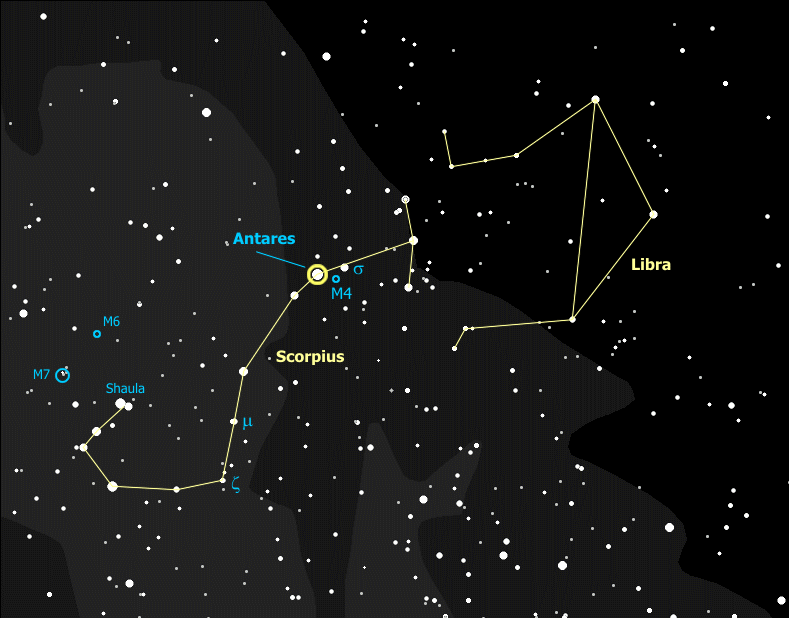 Antares
σ
Libra
M4
M6
Scorpius
M7
Shaula
μ
ζ